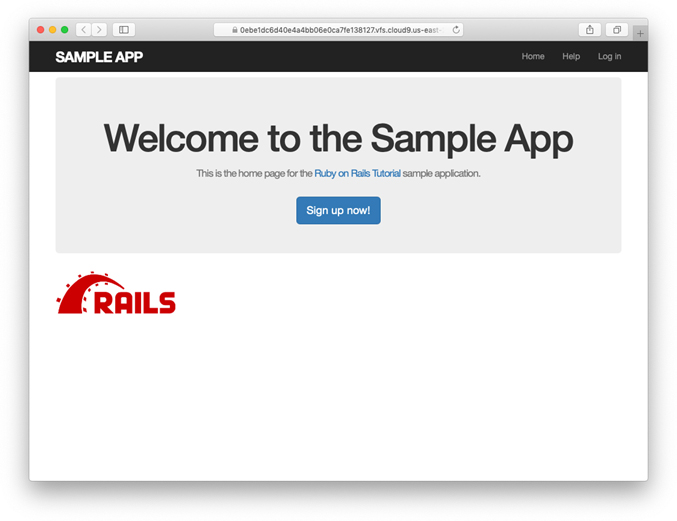 0ebe1dc6d40e4a4bb06e0ca7fe138127.vfs.cloud9.us-east-
SAMPLE APP
Home Help Log in
Welcome to the Sample App
This is the home page for the Ruby on Rails Tutorial sample application.
Sign up now!
RAILS